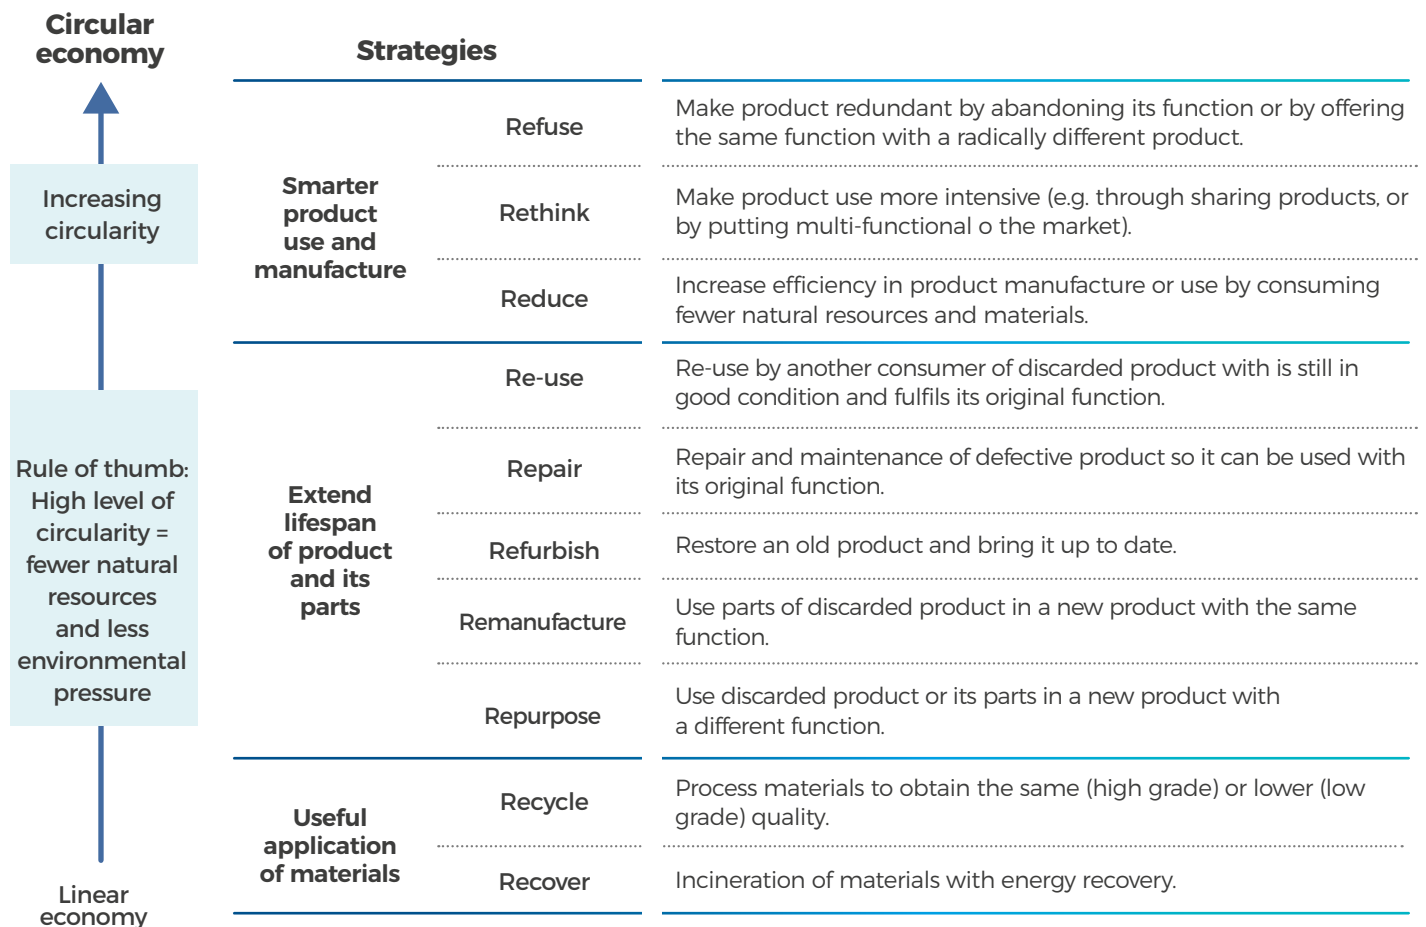 Circular
economy
Strategies
Increasing
circularity
Rule of thumb:
High level of
circularity =
fewer natural
resources
and less
environmental
pressure
Linear
economy
Smarter
product
use and
manufacture
Refuse
Make product redundant by abandoning its function or by offering
the same function with a radically different product.
Rethink
Make product use more intensive (e.g. through sharing products, or
by putting multi-functional o the market).
Reduce
Increase efficiency in product manufacture or use by consuming
fewer natural resources and materials.
Extend
lifespan
of product
and its
parts
Re-use
Re-use by another consumer of discarded product with is still in
good condition and fulfils its original function.
Repair
Repair and maintenance of defective product so it can be used with
its original function.
Refurbish
Restore an old product and bring it up to date.
Remanufacture
Use parts of discarded product in a new product with the same
function.
Repurpose
Use discarded product or its parts in a new product with
a different function.
Useful
application
of materials
Recycle
Process materials to obtain the same (high grade) or lower (low
grade) quality.
Recover
Incineration of materials with energy recovery.